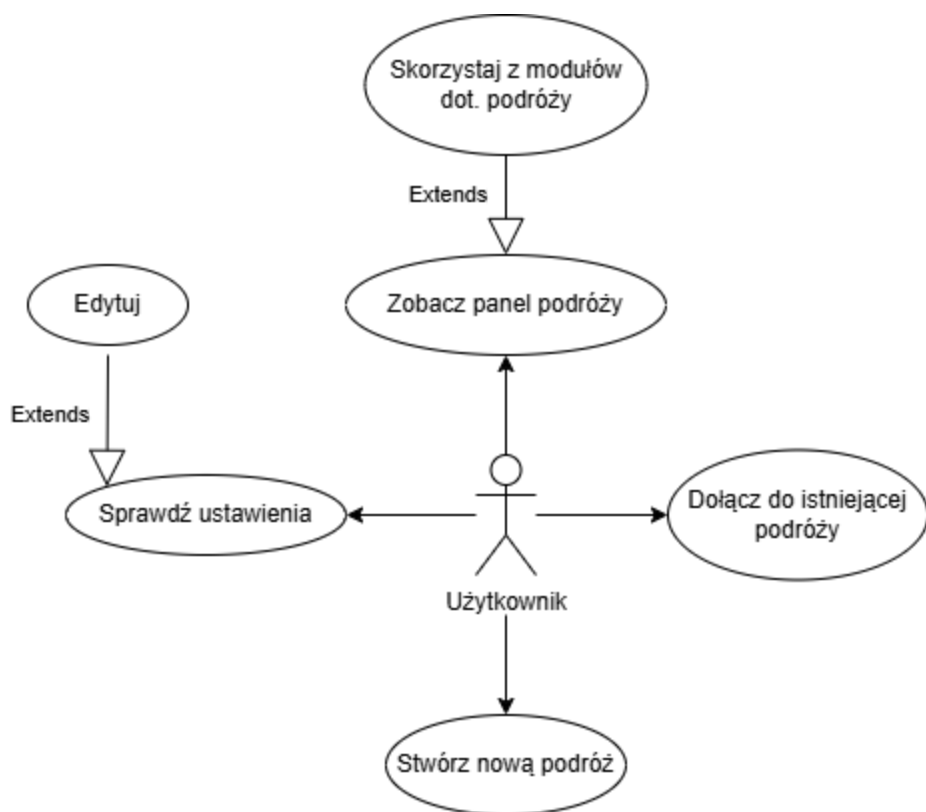 Skorzystaj z modułów
dot. podróży
Extends
Zobacz panel podróży
Edytuj
Extends
Sprawdź ustawienia
Dołącz do istniejącej
podróży
Użytkownik
Stwórz nową podróż